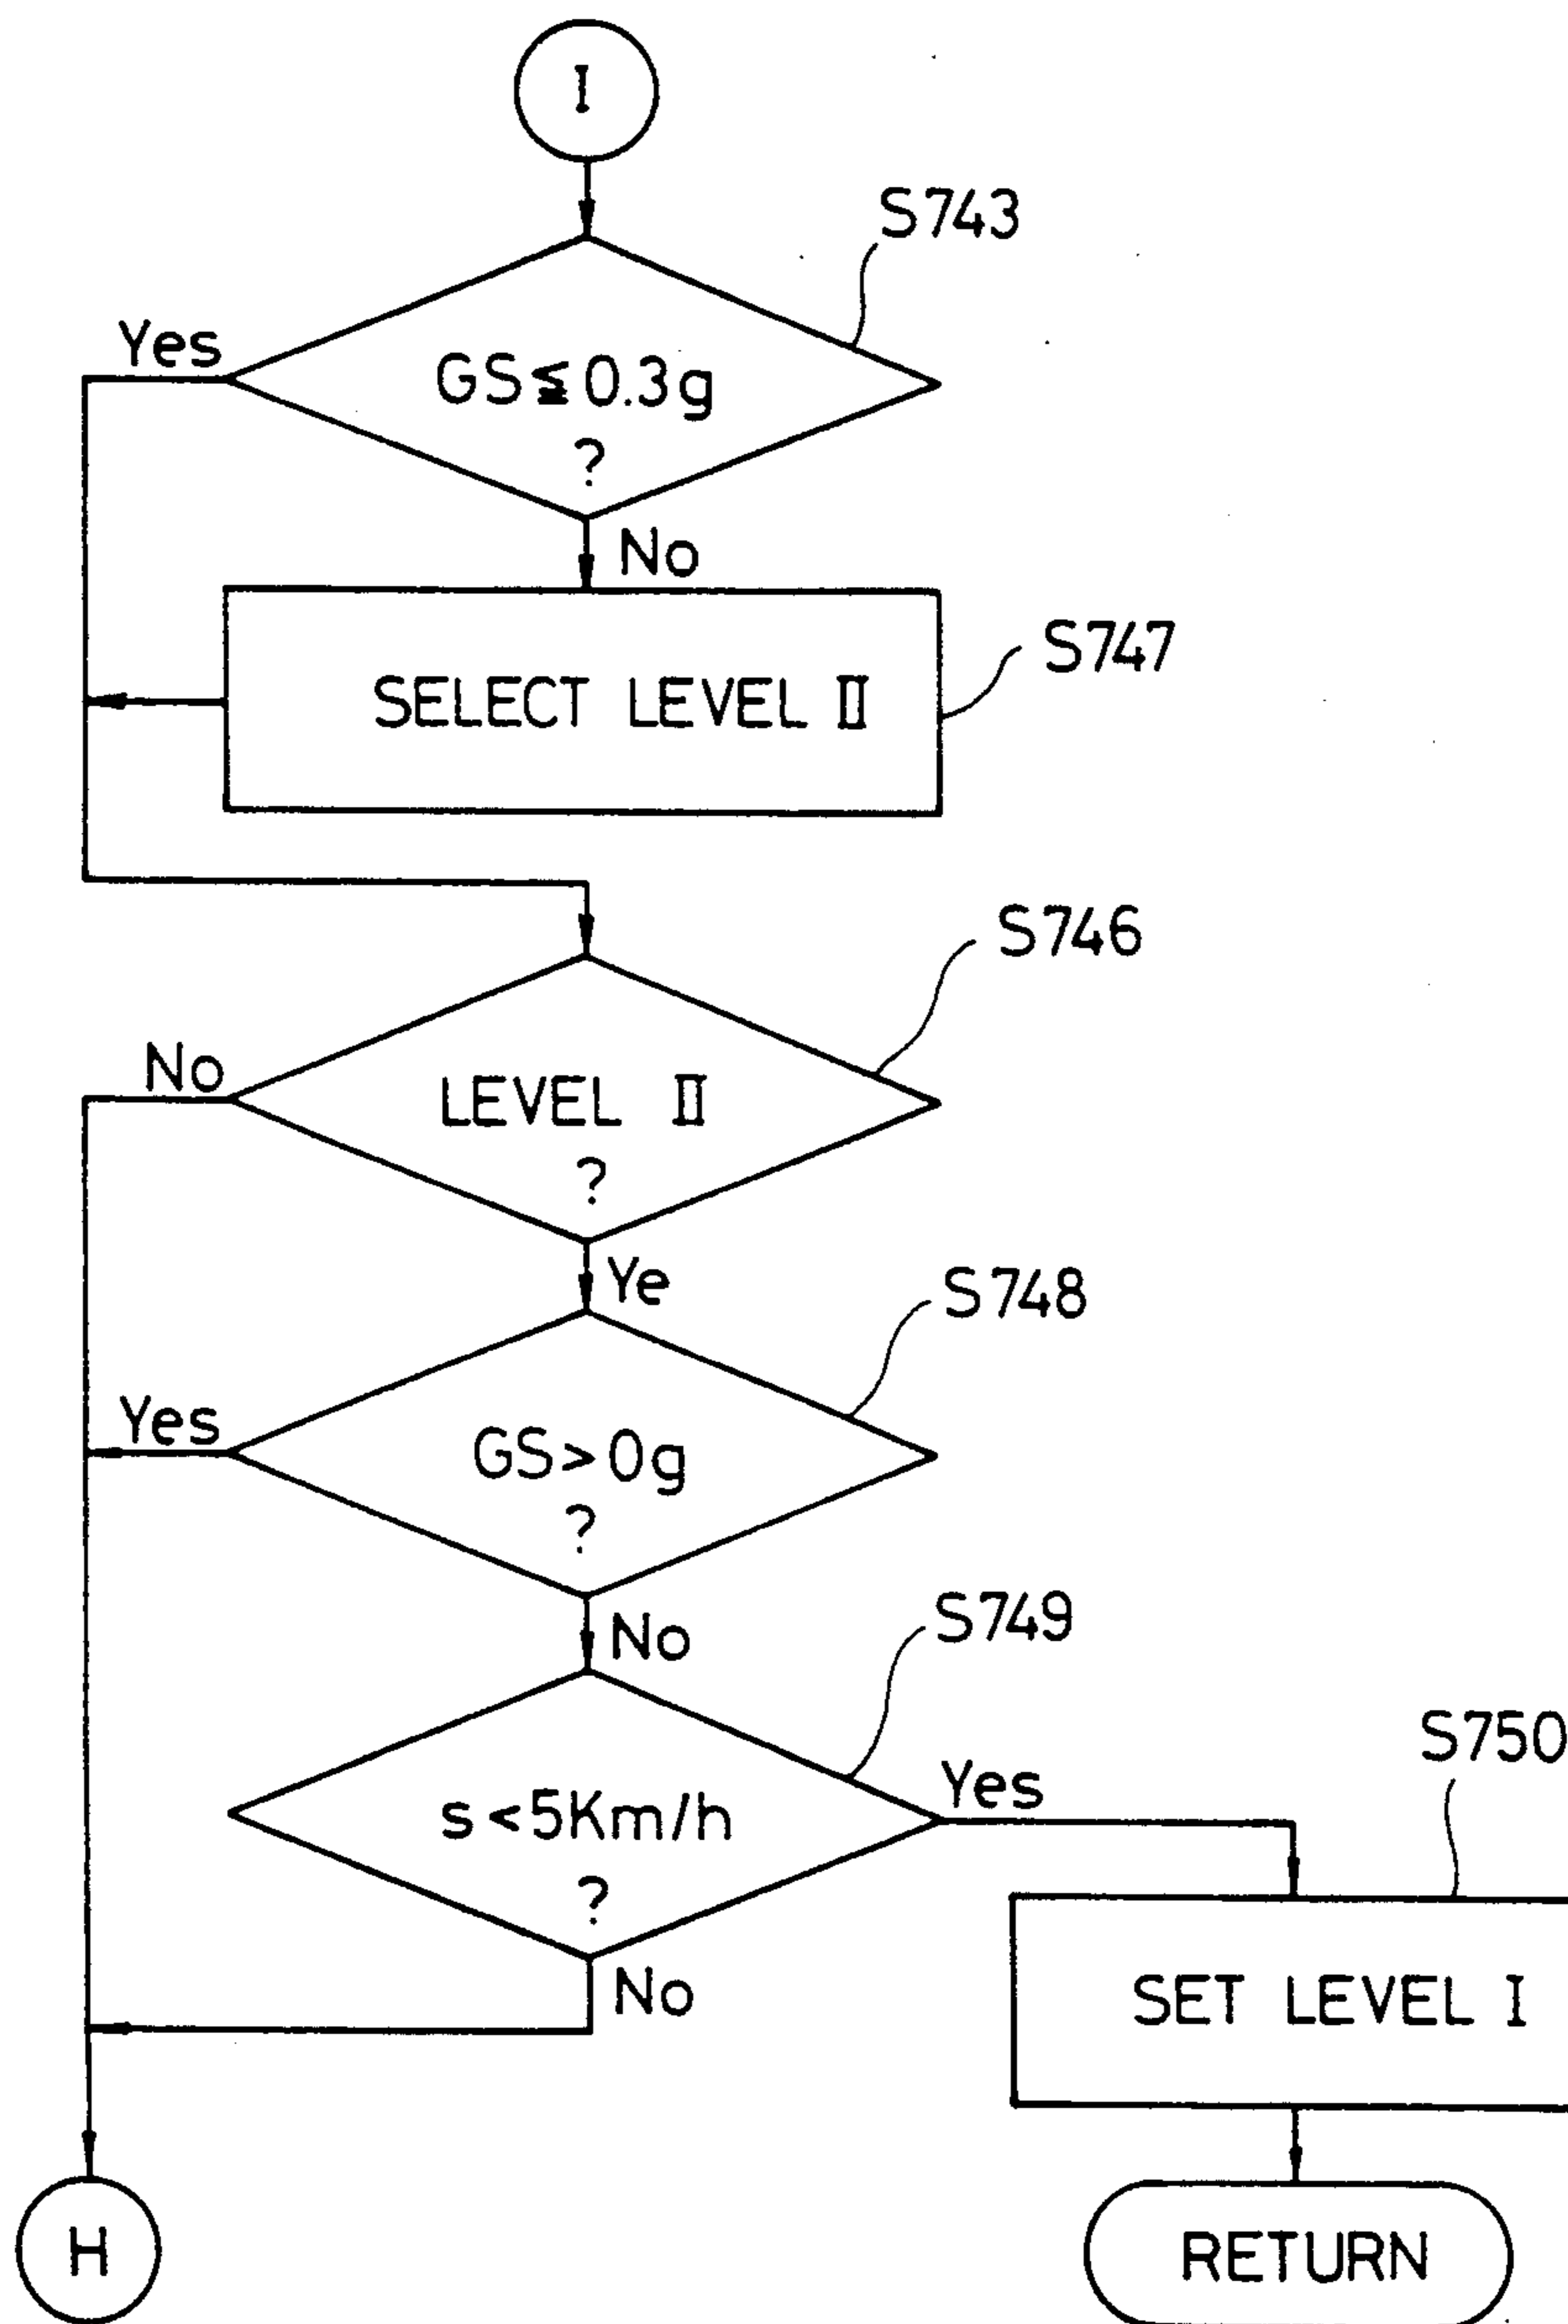 I
S743
Yes
GS≦0.3g
?
No
S747
SELECT LEVEL II
S746
No
LEVEL II
?
Ye
S748
Yes
GS>0g
?
No
S749
s<5Km/h
?
Yes
S750
No
SET LEVEL I
H
RETURN